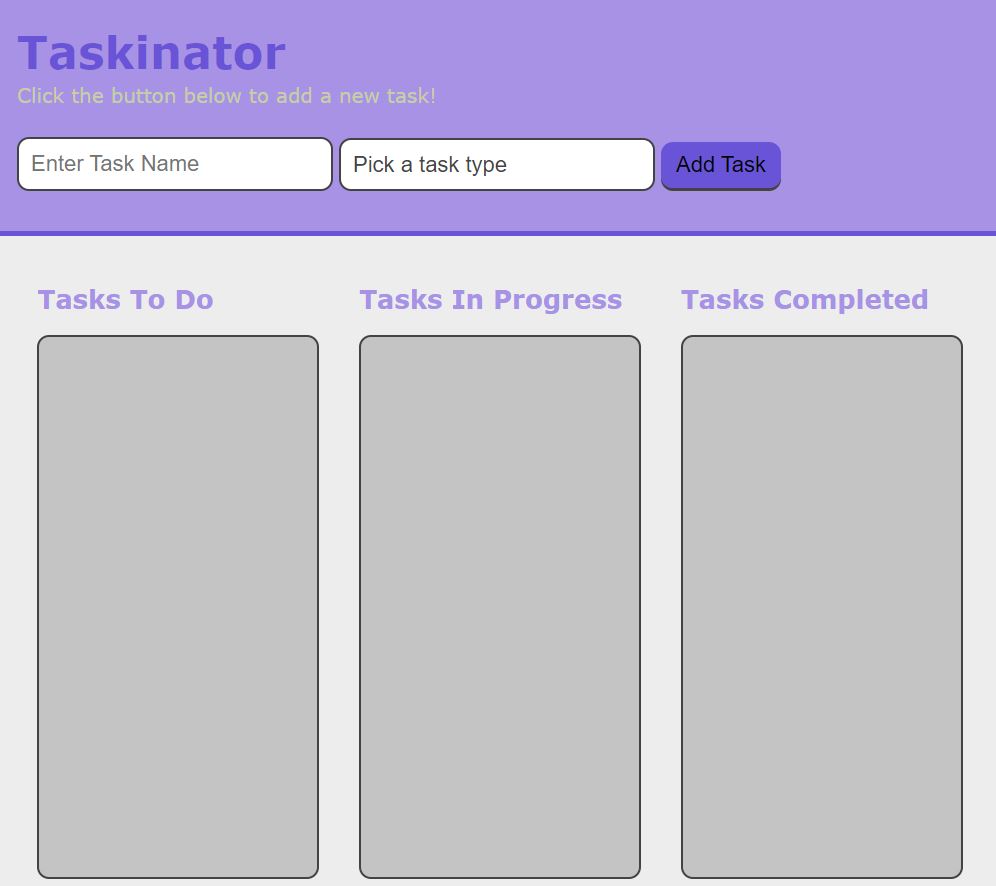 Taskinator
Click the button below to add a new task!
Enter Task Name
Pick a task type
Add Task
Tasks To Do
Tasks In Progress
Tasks Completed